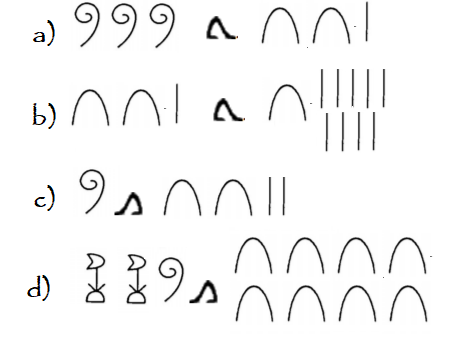 a) 𓍢𓍢𓍢 𓂽 𓎆𓎆𓏺
b) 𓎆𓎆𓏺 𓂽 𓎆𓏺𓏺𓏺𓏺𓏺𓏺𓏺𓏺𓏺
c) 𓍢 𓂻 𓎆𓎆𓏺𓏺
d) 𓆼𓆼𓍢 𓂻 𓎆𓎆𓎆𓎆𓎆𓎆𓎆𓎆